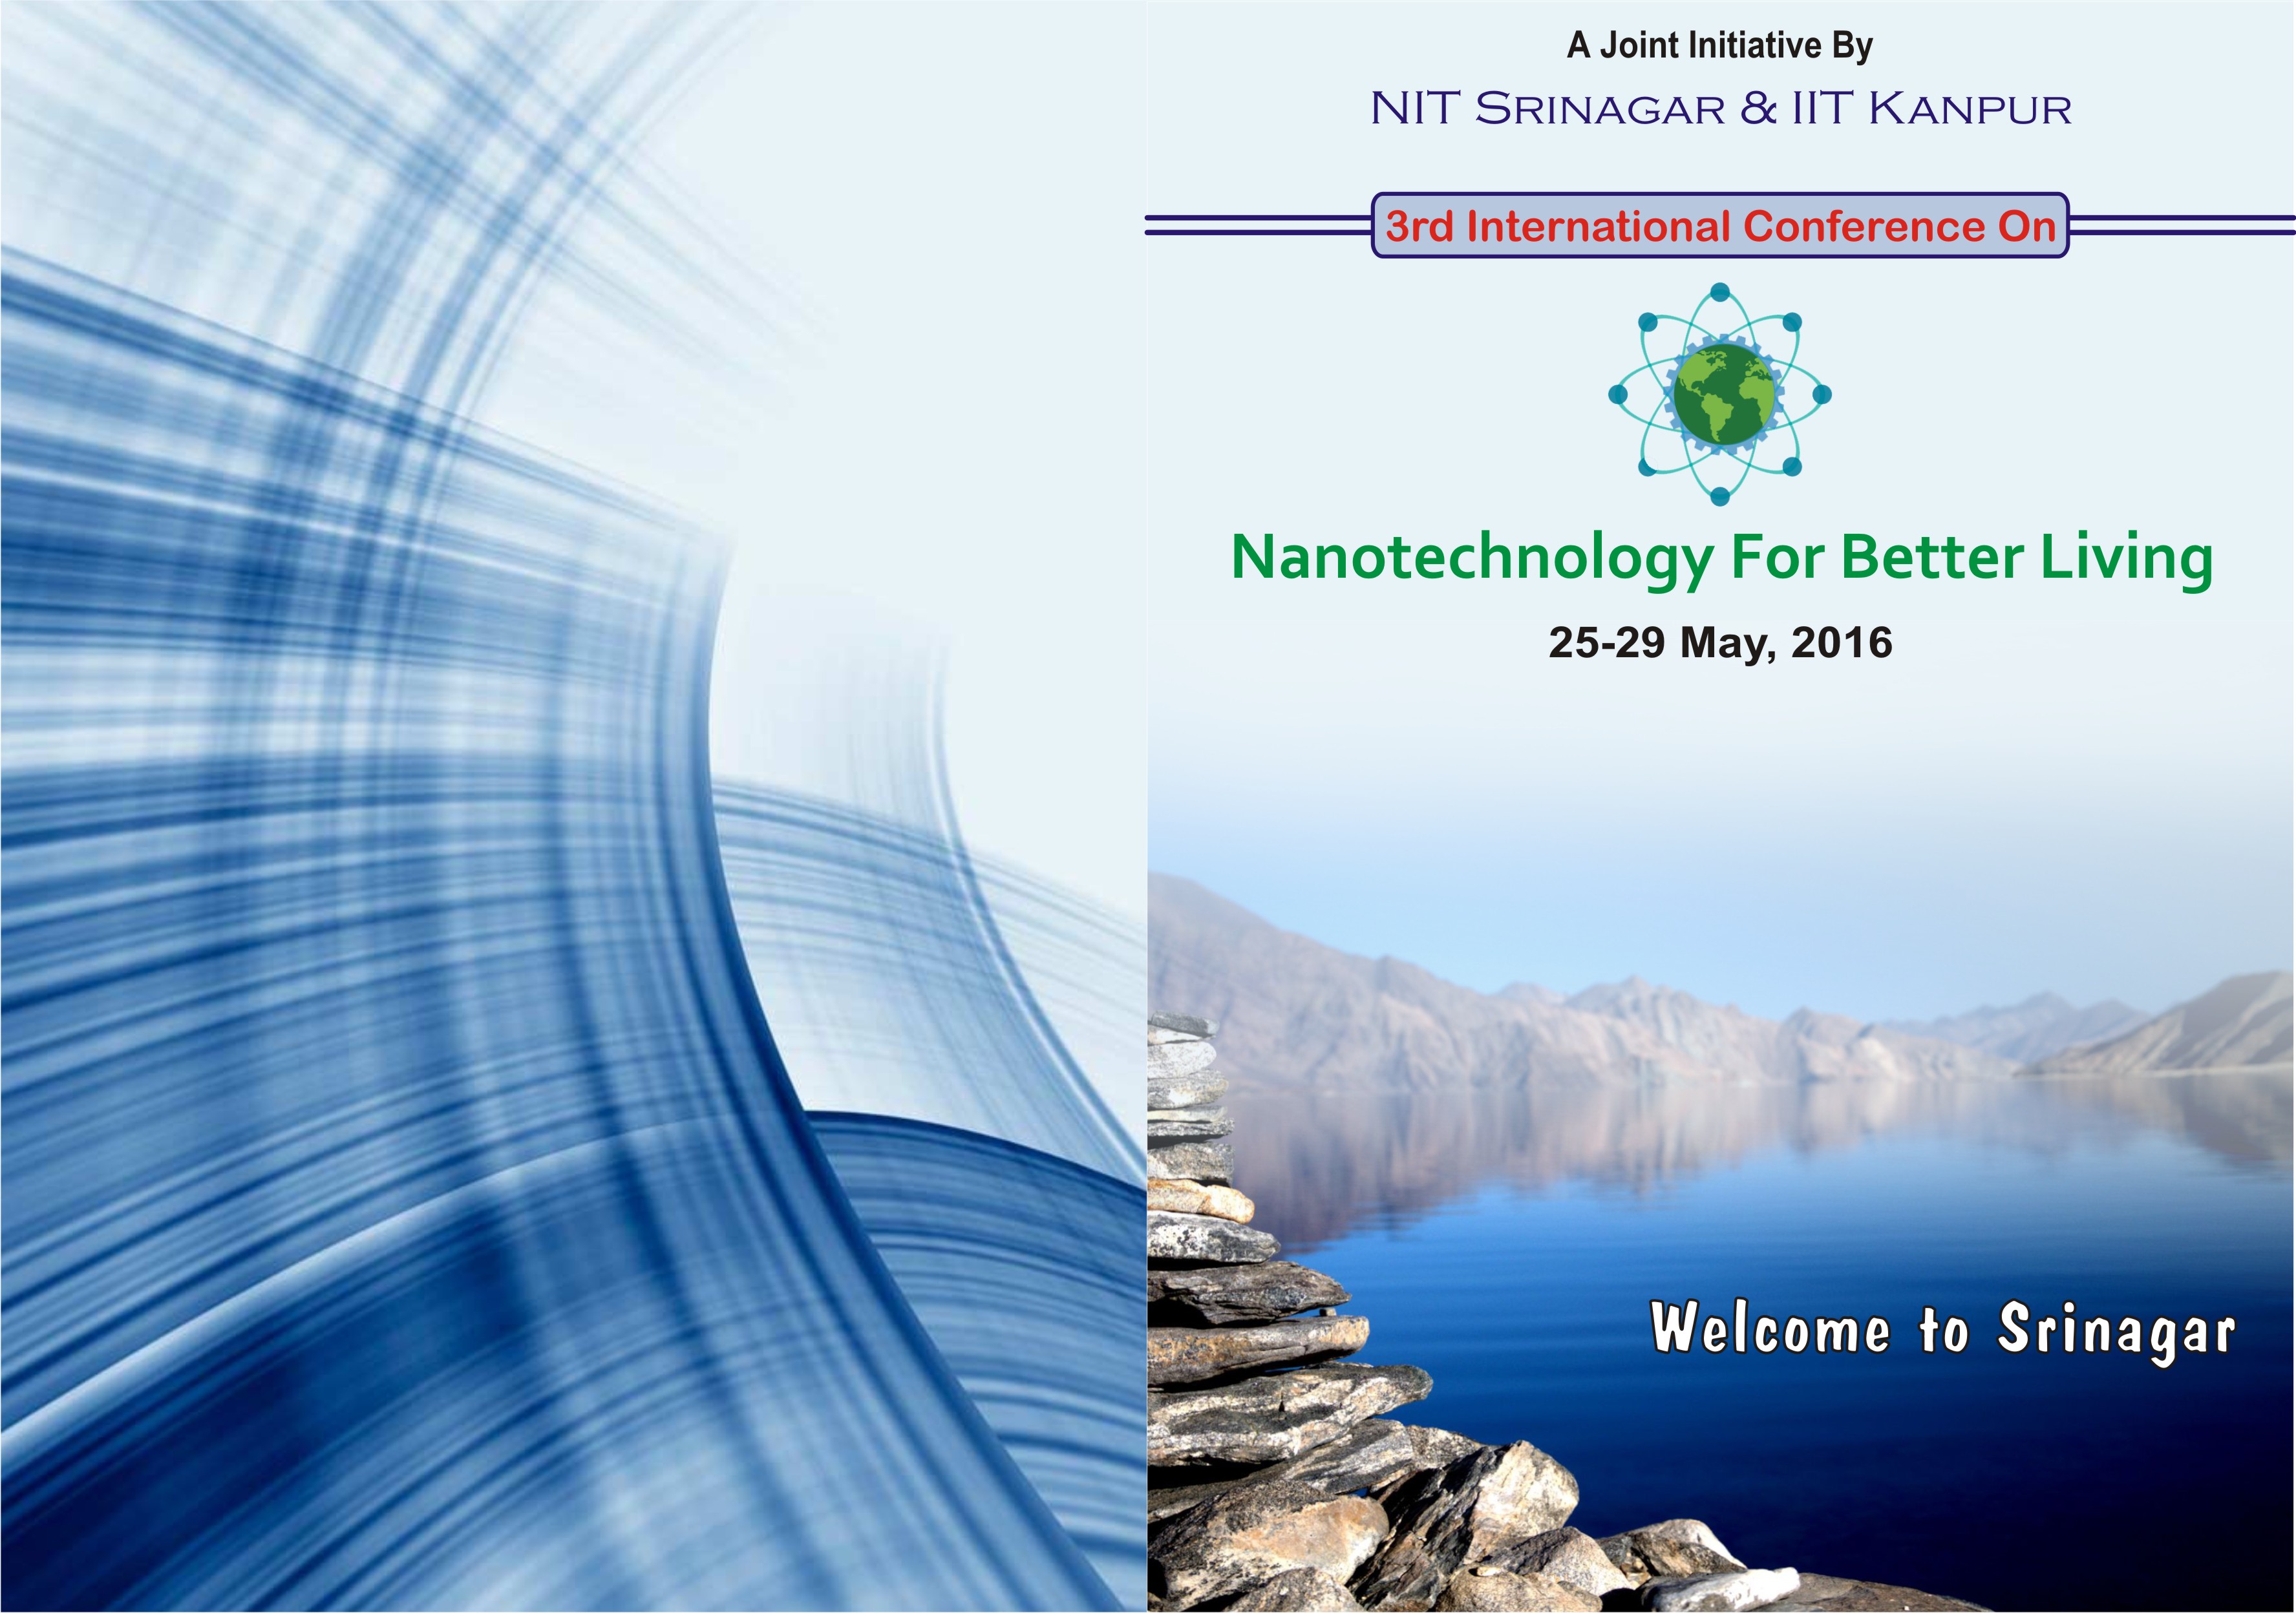 A Joint Initiative By
NIT SRINAGAR & IIT KANPUR
3rd International Conference On
Nanotechnology For Better Living
25-29 May, 2016
Welcome to Srinagar